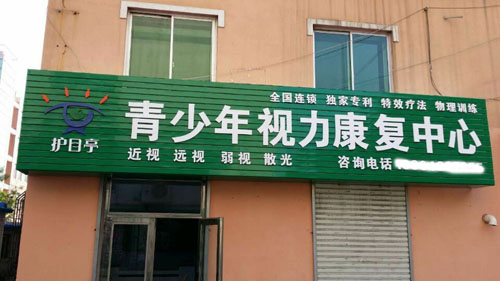 全国连锁 独家专利 特效疗法 物理训练
护目亭
青少年视力康复中心
近视 远视 弱视 散光
咨询电话